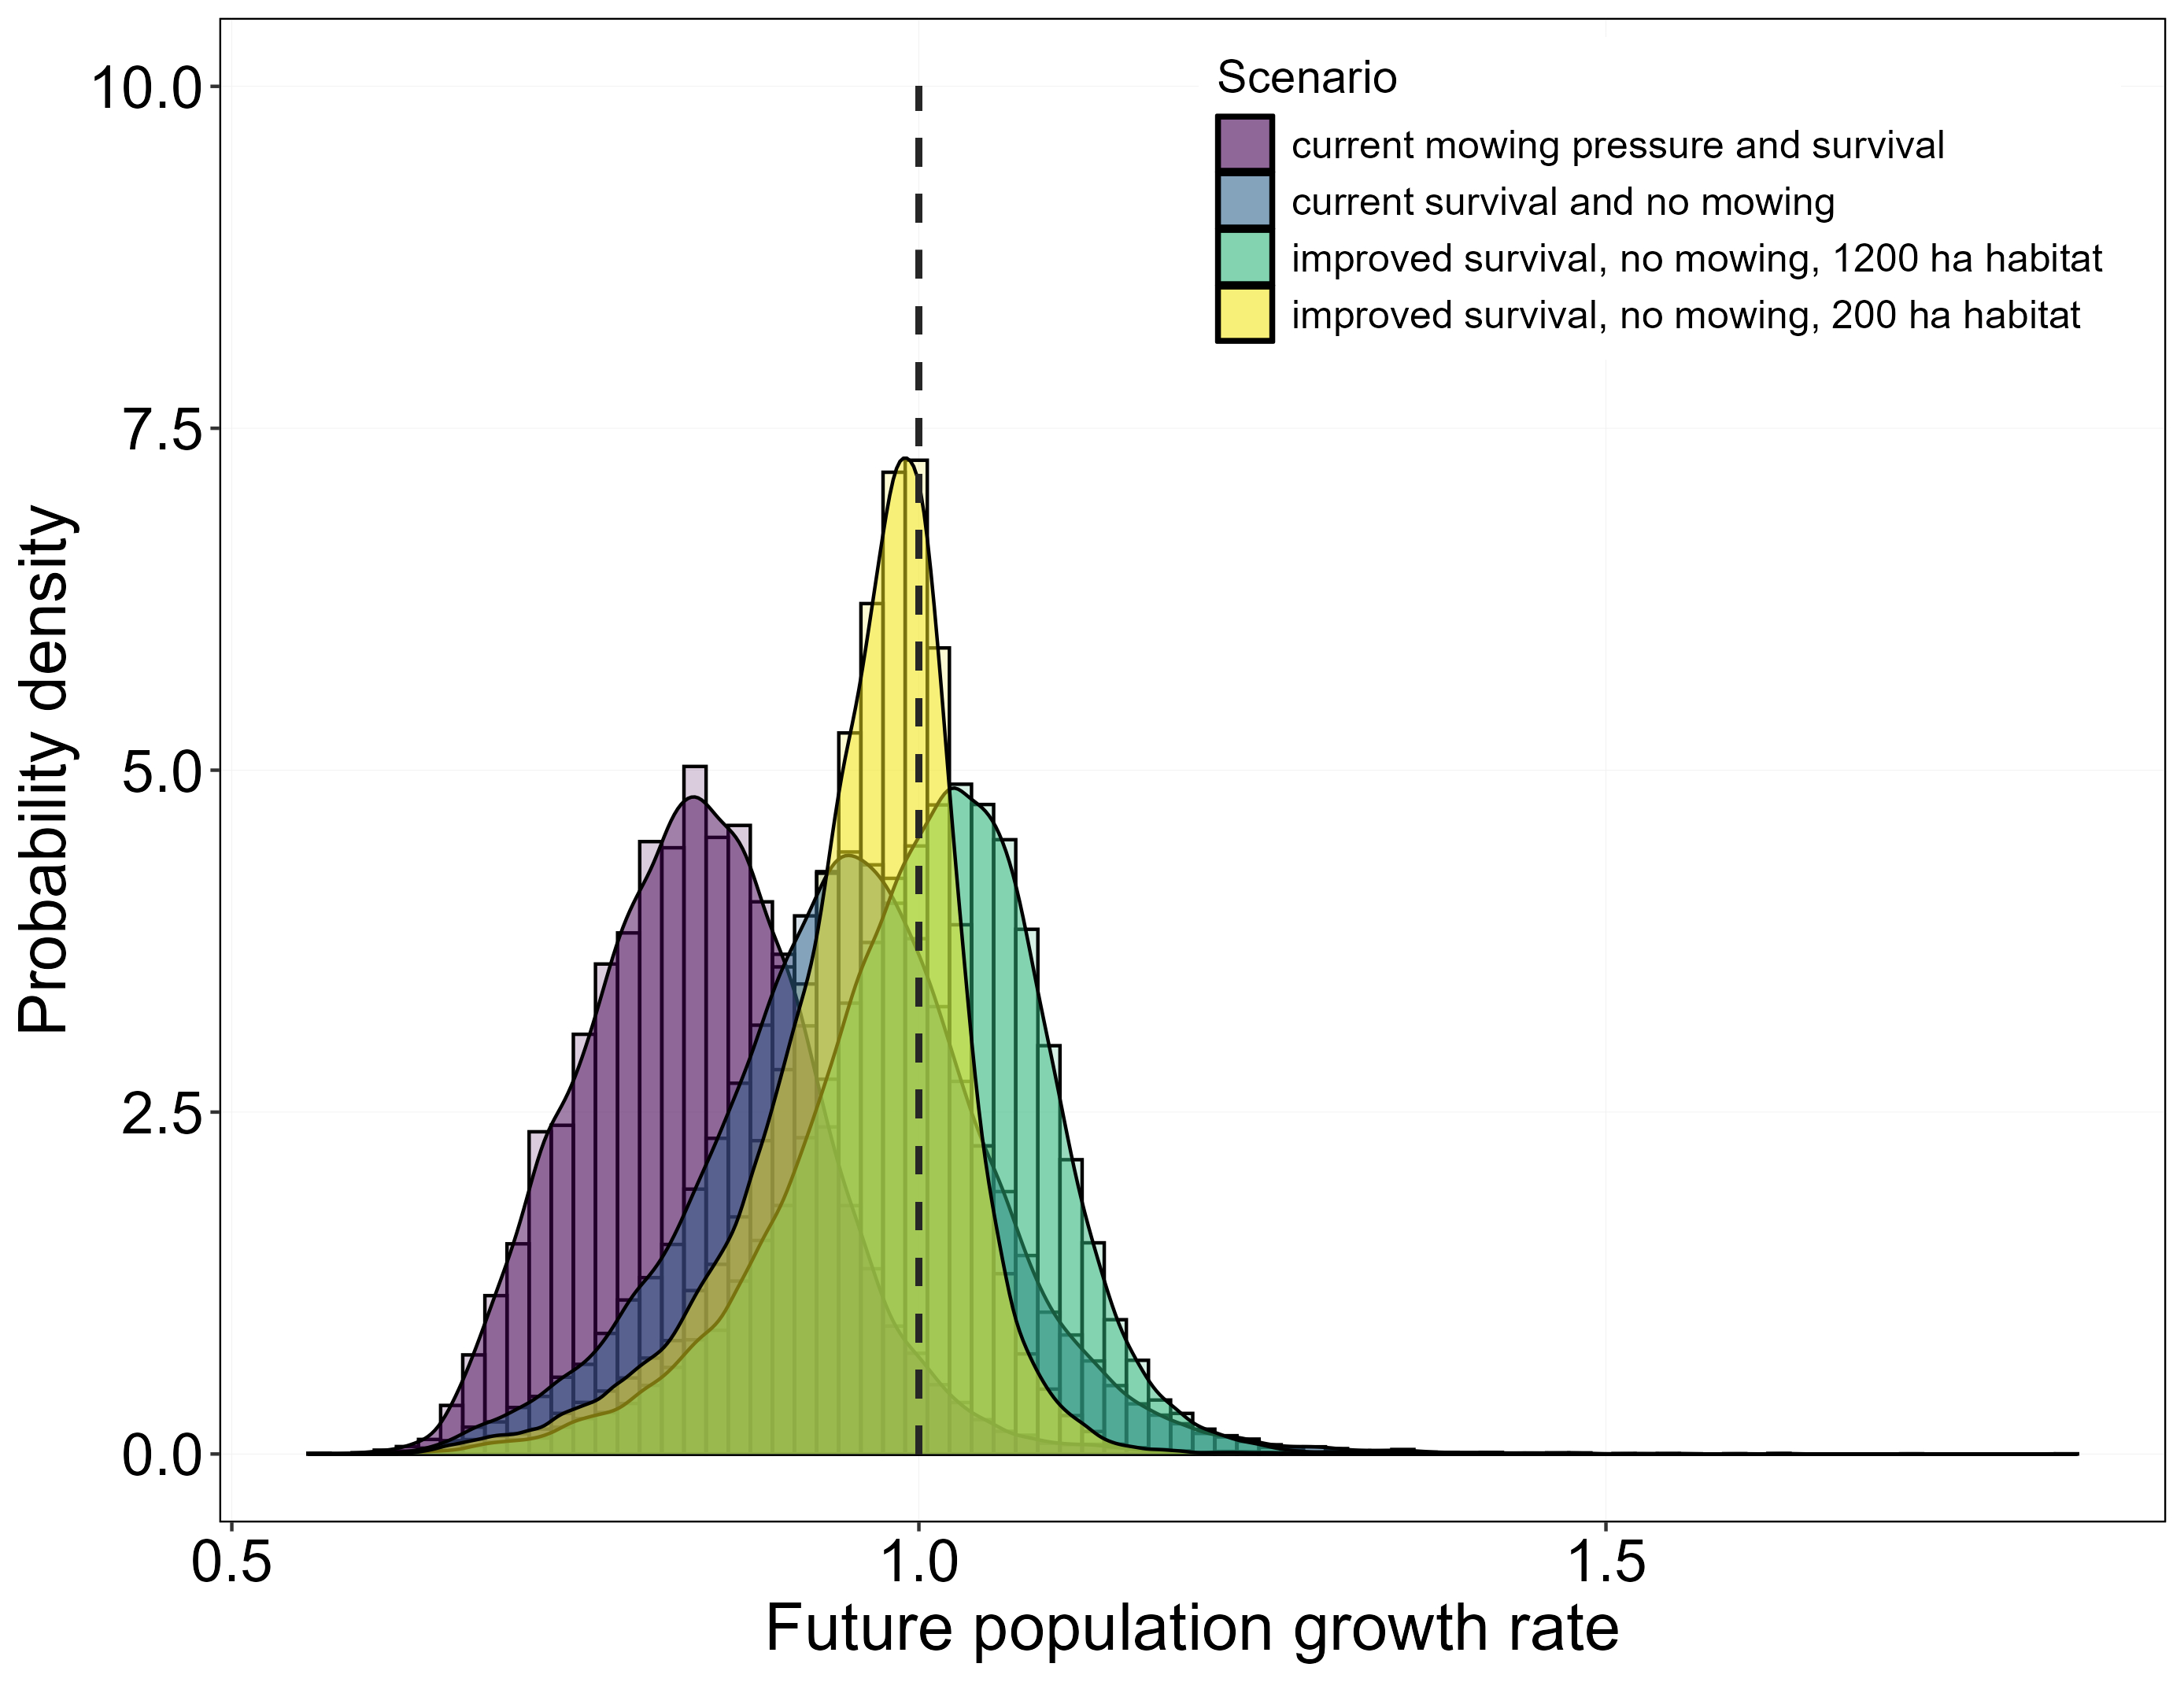 Scenario
current mowing pressure and survival
current survival and no mowing
improved survival, no mowing, 1200 ha habitat
improved survival, no mowing, 200 ha habitat
Probability density
10.0
7.5
5.0
2.5
0.0
0.5 1.0 1.5
Future population growth rate